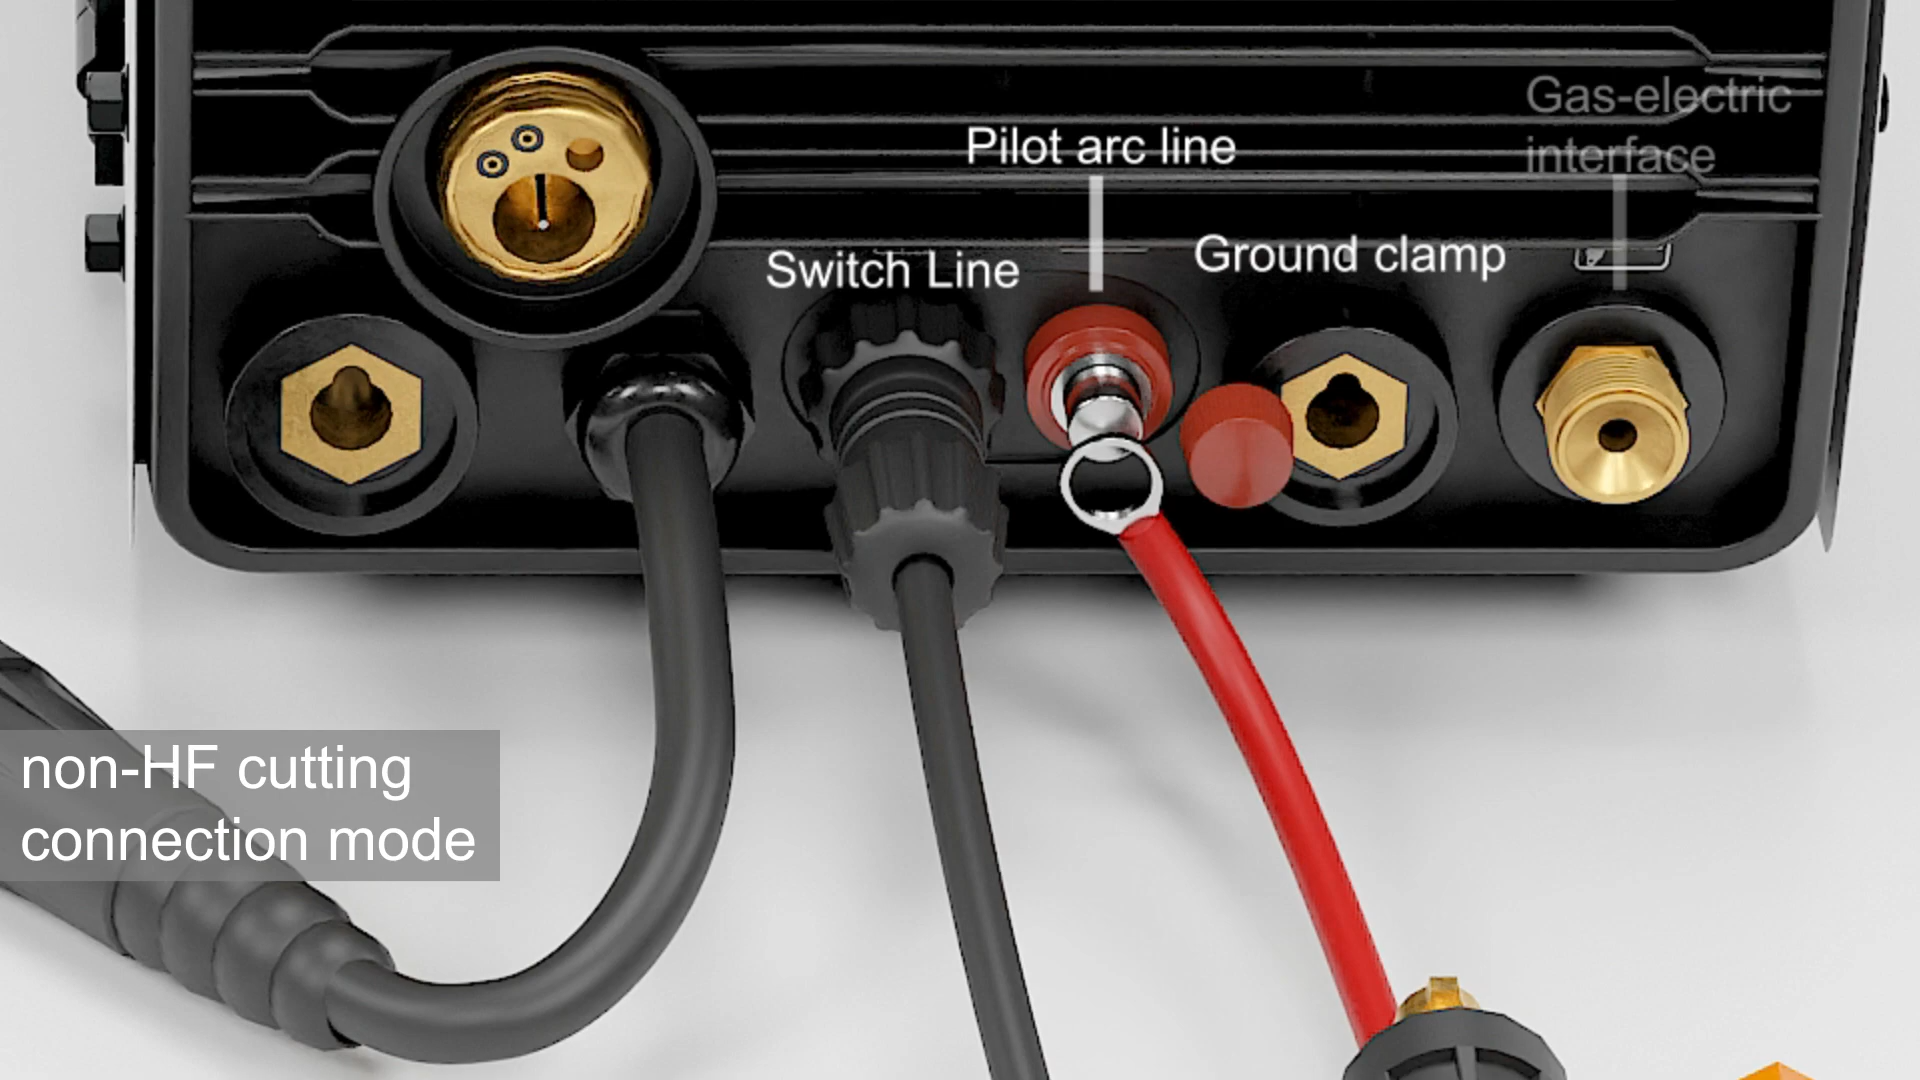 Gas-electric
interface
Pilot arc line
Ground clamp
Switch Line
non-HF cutting
connection mode